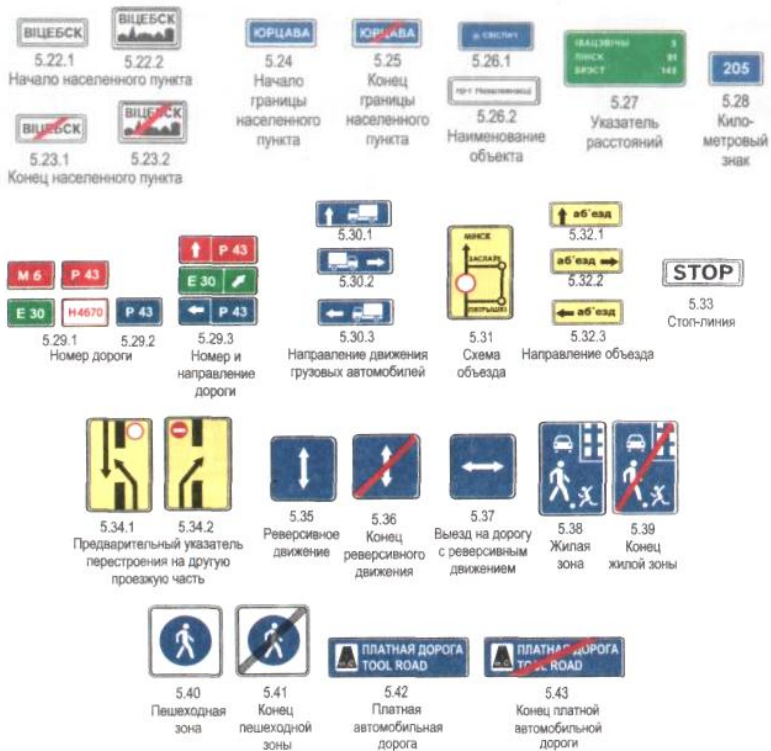 ВІЦЕБСК
ВІЦЕБСК
5.22.1
5.22.2
Начало населенного пункта
ВІЦЕБСК
ВІЦЕБСК
5.23.1
5.23.2
Конец населенного пункта
ЮРЦАВА
5.24
Начало
границы
населенного
пункта
ЮРЦАВА
5.25
Конец
границы
населенного
пункта
5.26.1
5.26.2
Наименование
объекта
ІВАЦЭВІЧЫ 5
ПІНСК
БРЭСТ
5.27
Указатель
расстояний
205
5.28
Кило-
метровый
знак
М 6
Р 43
Е 30
Н4670
Р 43
5.29.1
5.29.2
Номер дороги
Р 43
Е 30
Р 43
5.29.3
Номер и
направление
дороги
5.30.1
5.30.2
5.30.3
Направление движения
грузовых автомобилей
МІНСК
ЗАСЛАЕ
ПЯТРЫШКІ
5.31
Схема
объезда
аб'езд
5.32.1
аб'езд
5.32.2
аб'езд
5.32.3
Направление объезда
STOP
5.33
Стоп-линия
5.34.1
5.34.2
Предварительный указатель
перестроения на другую
проезжую часть
5.35
Реверсивное
движение
5.36
Конец
реверсивного
движения
5.37
Выезд на дорогу
с реверсивным
движением
5.38
Жилая
зона
5.39
Конец
жилой зоны
5.40
Пешеходная
зона
5.41
Конец
пешеходной
зоны
ПЛАТНАЯ ДОРОГА
TOOL ROAD
5.42
Платная
автомобильная
дорога
ПЛАТНАЯ ДОРОГА
TOOL ROAD
5.43
Конец платной
автомобильной
дороги